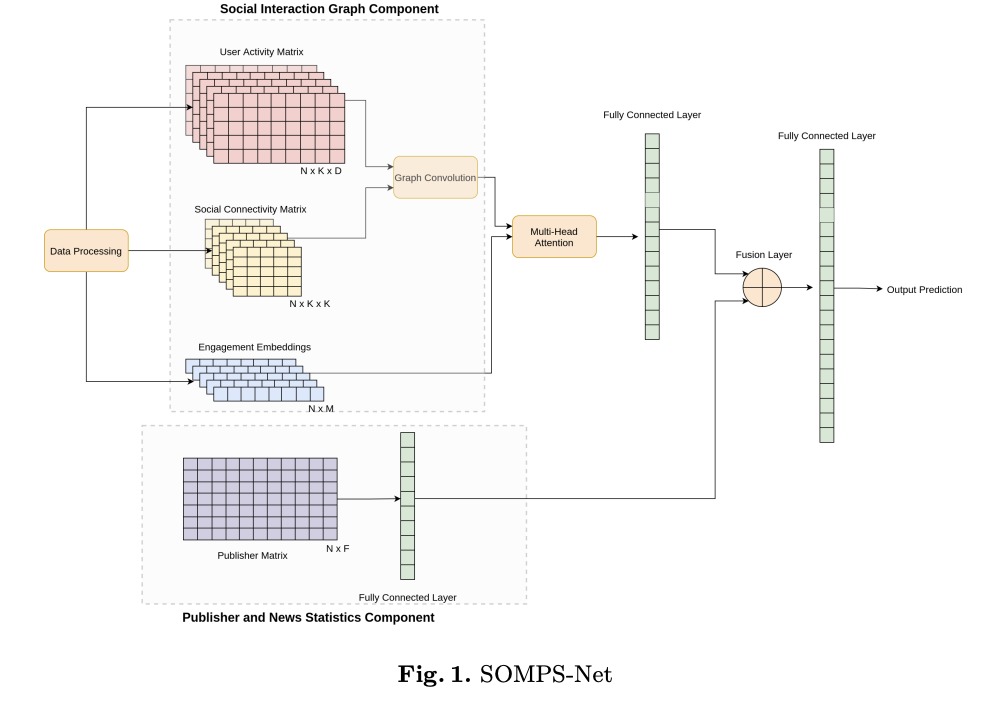 Social Interaction Graph Component
User Activity Matrix
N x K x D
Social Connectivity Matrix
N x K x K
Engagement Embeddings
N x M
Data Processing
Graph Convolution
Multi-Head
Attention
Fully Connected Layer
Fusion Layer
Fully Connected Layer
Output Prediction
N x F
Publisher Matrix
Fully Connected Layer
Publisher and News Statistics Component
Fig. 1. SOMPS-Net